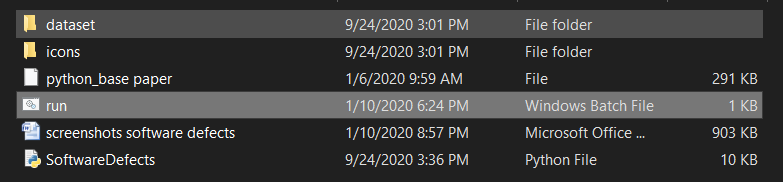 dataset 9/24/2020 3:01 PM File folder
icons 9/24/2020 3:01 PM File folder
python_base paper 1/6/2020 9:59 AM File 291 KB
run 1/10/2020 6:24 PM Windows Batch File 1 KB
screenshots software defects 1/10/2020 8:57 PM Microsoft Office ... 903 KB
SoftwareDefects 9/24/2020 3:36 PM Python File 10 KB